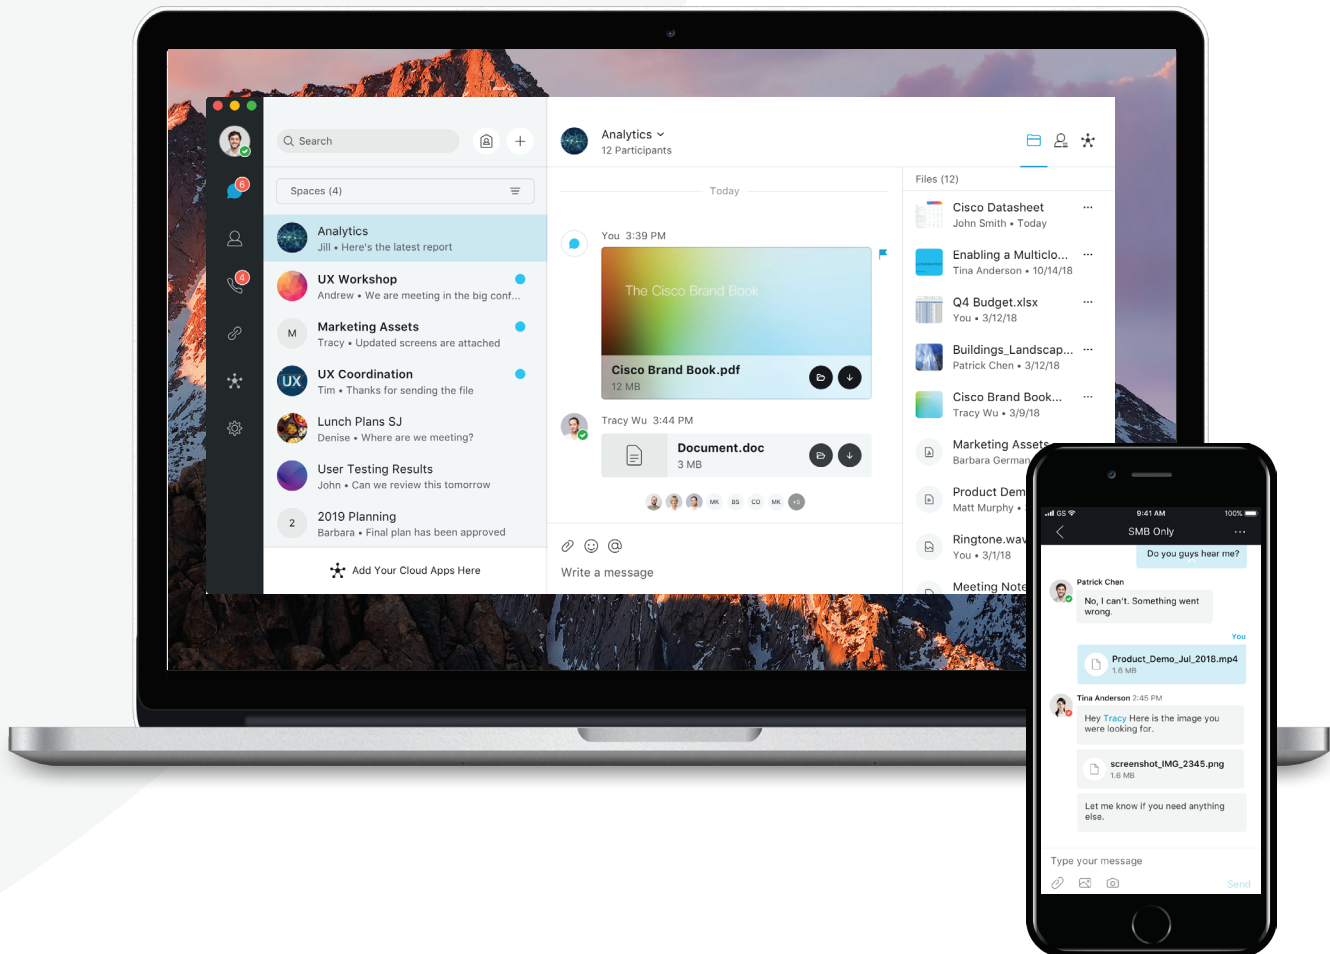 6
4
Search
Spaces (4)
Analytics
Jill • Here's the latest report
UX Workshop
Andrew • We are meeting in the big conf...
M
Marketing Assets
Tracy • Updated screens are attached
UX
UX Coordination
Tim • Thanks for sending the file
Lunch Plans SJ
Denise • Where are we meeting?
User Testing Results
John • Can we review this tomorrow
2
2019 Planning
Barbara • Final plan has been approved
Add Your Cloud Apps Here
Analytics
12 Participants
Today
You 3:39 PM
The Cisco Brand Book
Cisco Brand Book.pdf
12 MB
Tracy Wu 3:44 PM
Document.doc
3 MB
MK BS CO MK +5
Write a message
Files (12)
Cisco Datasheet
John Smith • Today
Enabling a Multiclo...
Tina Anderson • 10/14/18
Q4 Budget.xlsx
You • 3/12/18
Buildings_Landscap...
Patrick Chen • 3/12/18
Cisco Brand Book...
Tracy Wu • 3/9/18
Marketing Assets
Barbara German
Product Dem
Matt Murphy •
Ringtone.wav
You • 3/1/18
Meeting Note
GS 9:41 AM 100%
SMB Only
Do you guys hear me?
Patrick Chen
No, I can't. Something went
wrong.
You
Product_Demo_Jul_2018.mp4
1.6 MB
Tina Anderson 2:45 PM
Hey Tracy Here is the image you
were looking for.
screenshot_IMG_2345.png
1.6 MB
Let me know if you need anything
else.
Type your message
Send